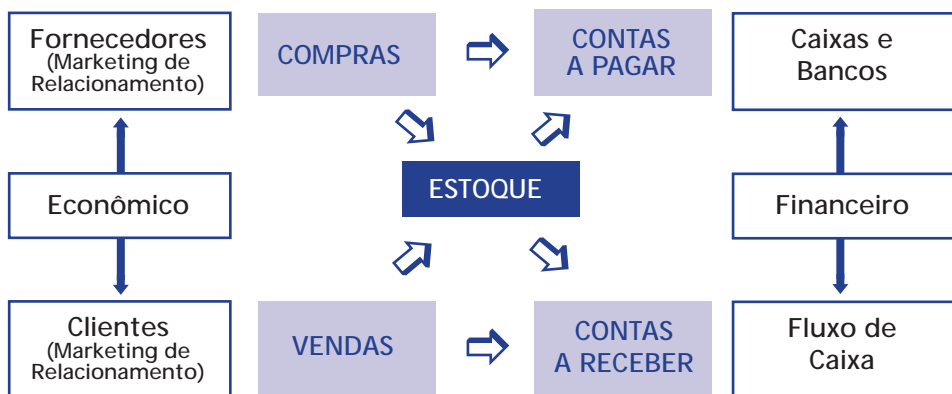 Fornecedores
(Marketing de
Relacionamento)
COMPRAS
CONTAS
A PAGAR
Caixas e
Bancos
Econômico
ESTOQUE
Financeiro
Clientes
(Marketing de
Relacionamento)
VENDAS
CONTAS
A RECEBER
Fluxo de
Caixa